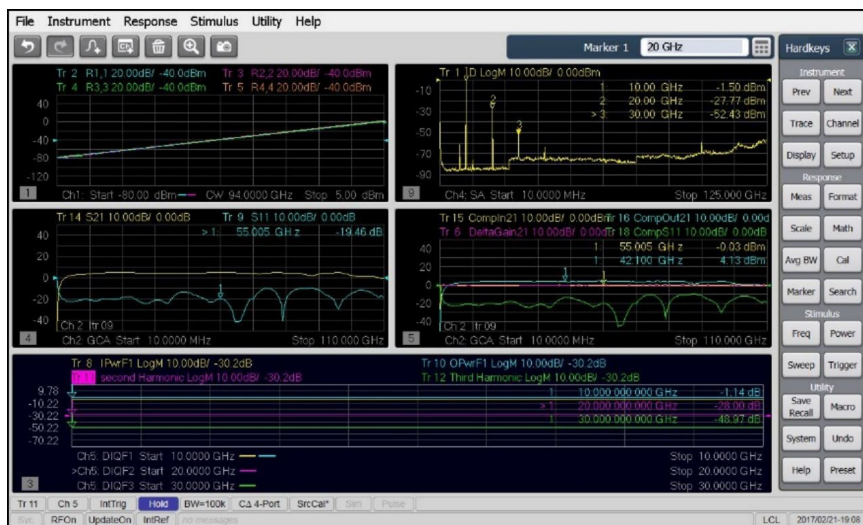 File Instrument Response Stimulus Utility Help
Marker 1 20 GHz
Hardkeys X
Instrument
Prev Next
Trace Channel
Display Setup
Response
Meas Format
Scale Math
Avg BW Cal
Marker Search
Stimulus
Freq Power
Sweep Trigger
Utility
Save Recall Macro
System Undo
Help Preset
Tr 2 R1,1 20.00dB/ -40.0dBm Tr 3 R2,2 20.00dB/ -40.0dBm
Tr 4 R3,3 20.00dB/ -40.0dBm Tr 5 R4,4 20.00dB/ -40.0dBm
40
0
-40
-80
-120
1
Ch1: Start -80.00 dBm CW 94.0000 GHz Stop 5.00 dBm
Tr 1 ID LogM 10.00dB/ 0.00dBm
1: 10.00 GHz -1.50 dBm
2: 20.00 GHz -27.77 dBm
> 3: 30.00 GHz -52.43 dBm
-10
-30
-50
-70
-90
1
2
3
9
Ch4: SA Start 10.0000 MHz Stop 125.000 GHz
Tr 14 S21 10.00dB/ 0.00dB Tr 9 S11 10.00dB/ 0.00dB
> 1: 55.005 GHz -19.46 dB
40
20
0
-20
-40
1
Ch 2 Itr 09
4
Ch2: GCA Start 10.0000 MHz Stop 110.000 GHz
Tr 15 CompIn21 10.00dB/ 0.00dBm Tr 16 CompOut21 10.00dB/ 0.00d
Tr 6 DeltaGain21 10.00dB/ 0.00dB Tr 18 CompS11 10.00dB/ 0.00dB
1: 55.005 GHz -0.03 dBm
1: 42.100 GHz 4.13 dBm
40
20
0
-20
-40
Ch 2 Itr 09
5
Ch2: GCA Start 10.0000 MHz Stop 110.000 GHz
Tr 8 IPwrF1 LogM 10.00dB/ -30.2dB Tr 10 OPwrF1 LogM 10.00dB/ -30.2dB
Tr 11 second Harmonic LogM 10.00dB/ -30.2dB Tr 12 Third Harmonic LogM 10.00dB/ -30.2dB
9.78
-10.22
-30.22
-50.22
-70.22
1: 10.000 000 000 GHz -1.14 dB
> 1: 20.000 000 000 GHz -28.00 dB
1: 30.000 000 000 GHz -48.97 dB
Ch5: DIQF1 Start 10.0000 GHz Stop 10.0000 GHz
>Ch5: DIQF2 Start 20.0000 GHz Stop 20.0000 GHz
3
Ch5: DIQF3 Start 30.0000 GHz Stop 30.0000 GHz
Tr 11 Ch 5 IntTrig Hold BW=100k CΔ 4-Port SrcCal* Sim Pulse
Svc RFOn UpdateOn IntRef no messages LCL 2017/02/21-19:08